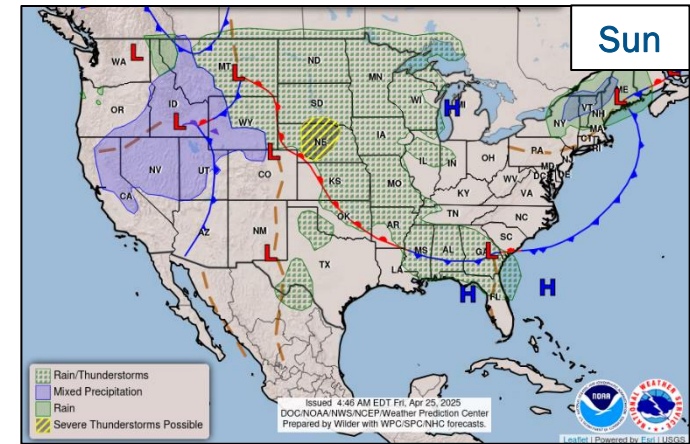 Sun
WA
L
MT
L
ND
MN
ME
L
L
VT
NH
OR
ID
L
WY
SD
WI
H
MI
NY
MA
CT
RI
NE
IA
PA
NJ
NV
UT
L
CO
IL
IN
OH
MD
DE
DC
WV
VA
CA
KS
MO
KY
AZ
NM
L
OK
AR
TN
NC
SC
TX
LA
MS
AL
GA
L
H
FL
H
Rain/Thunderstorms
Mixed Precipitation
Rain
Severe Thunderstorms Possible
Issued 4:46 AM EDT Fri, Apr 25, 2025
DOC/NOAA/NWS/NCEP/Weather Prediction Center
Prepared by Wilder with WPC/SPC/NHC forecasts.
NOAA
NATIONAL WEATHER SERVICE
Leaflet | Powered by Esri | USGS